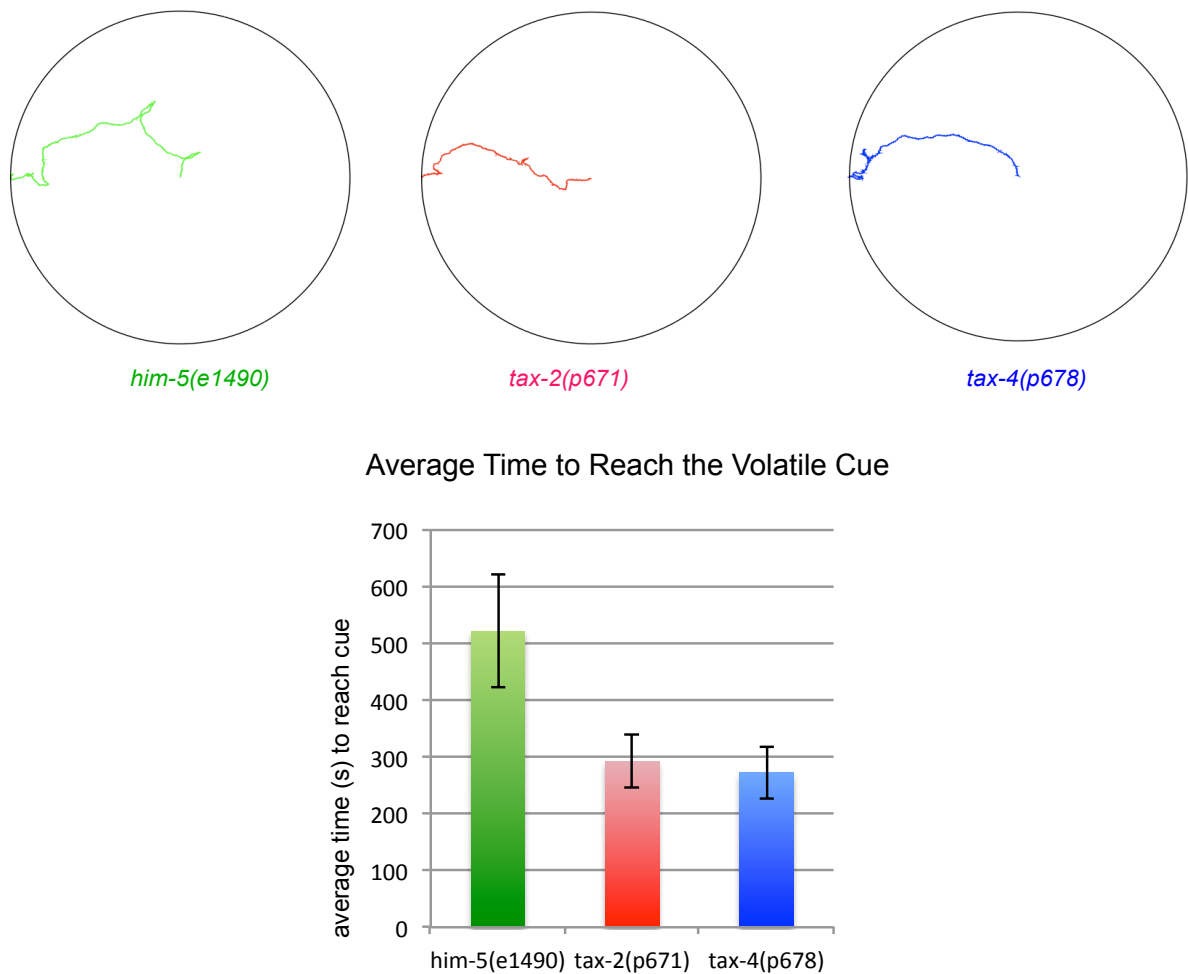 him-5(e1490) tax-2(p671) tax-4(p678)
Average Time to Reach the Volatile Cue
average time (s) to reach cue
700
600
500
400
300
200
100
0
him-5(e1490) tax-2(p671) tax-4(p678)